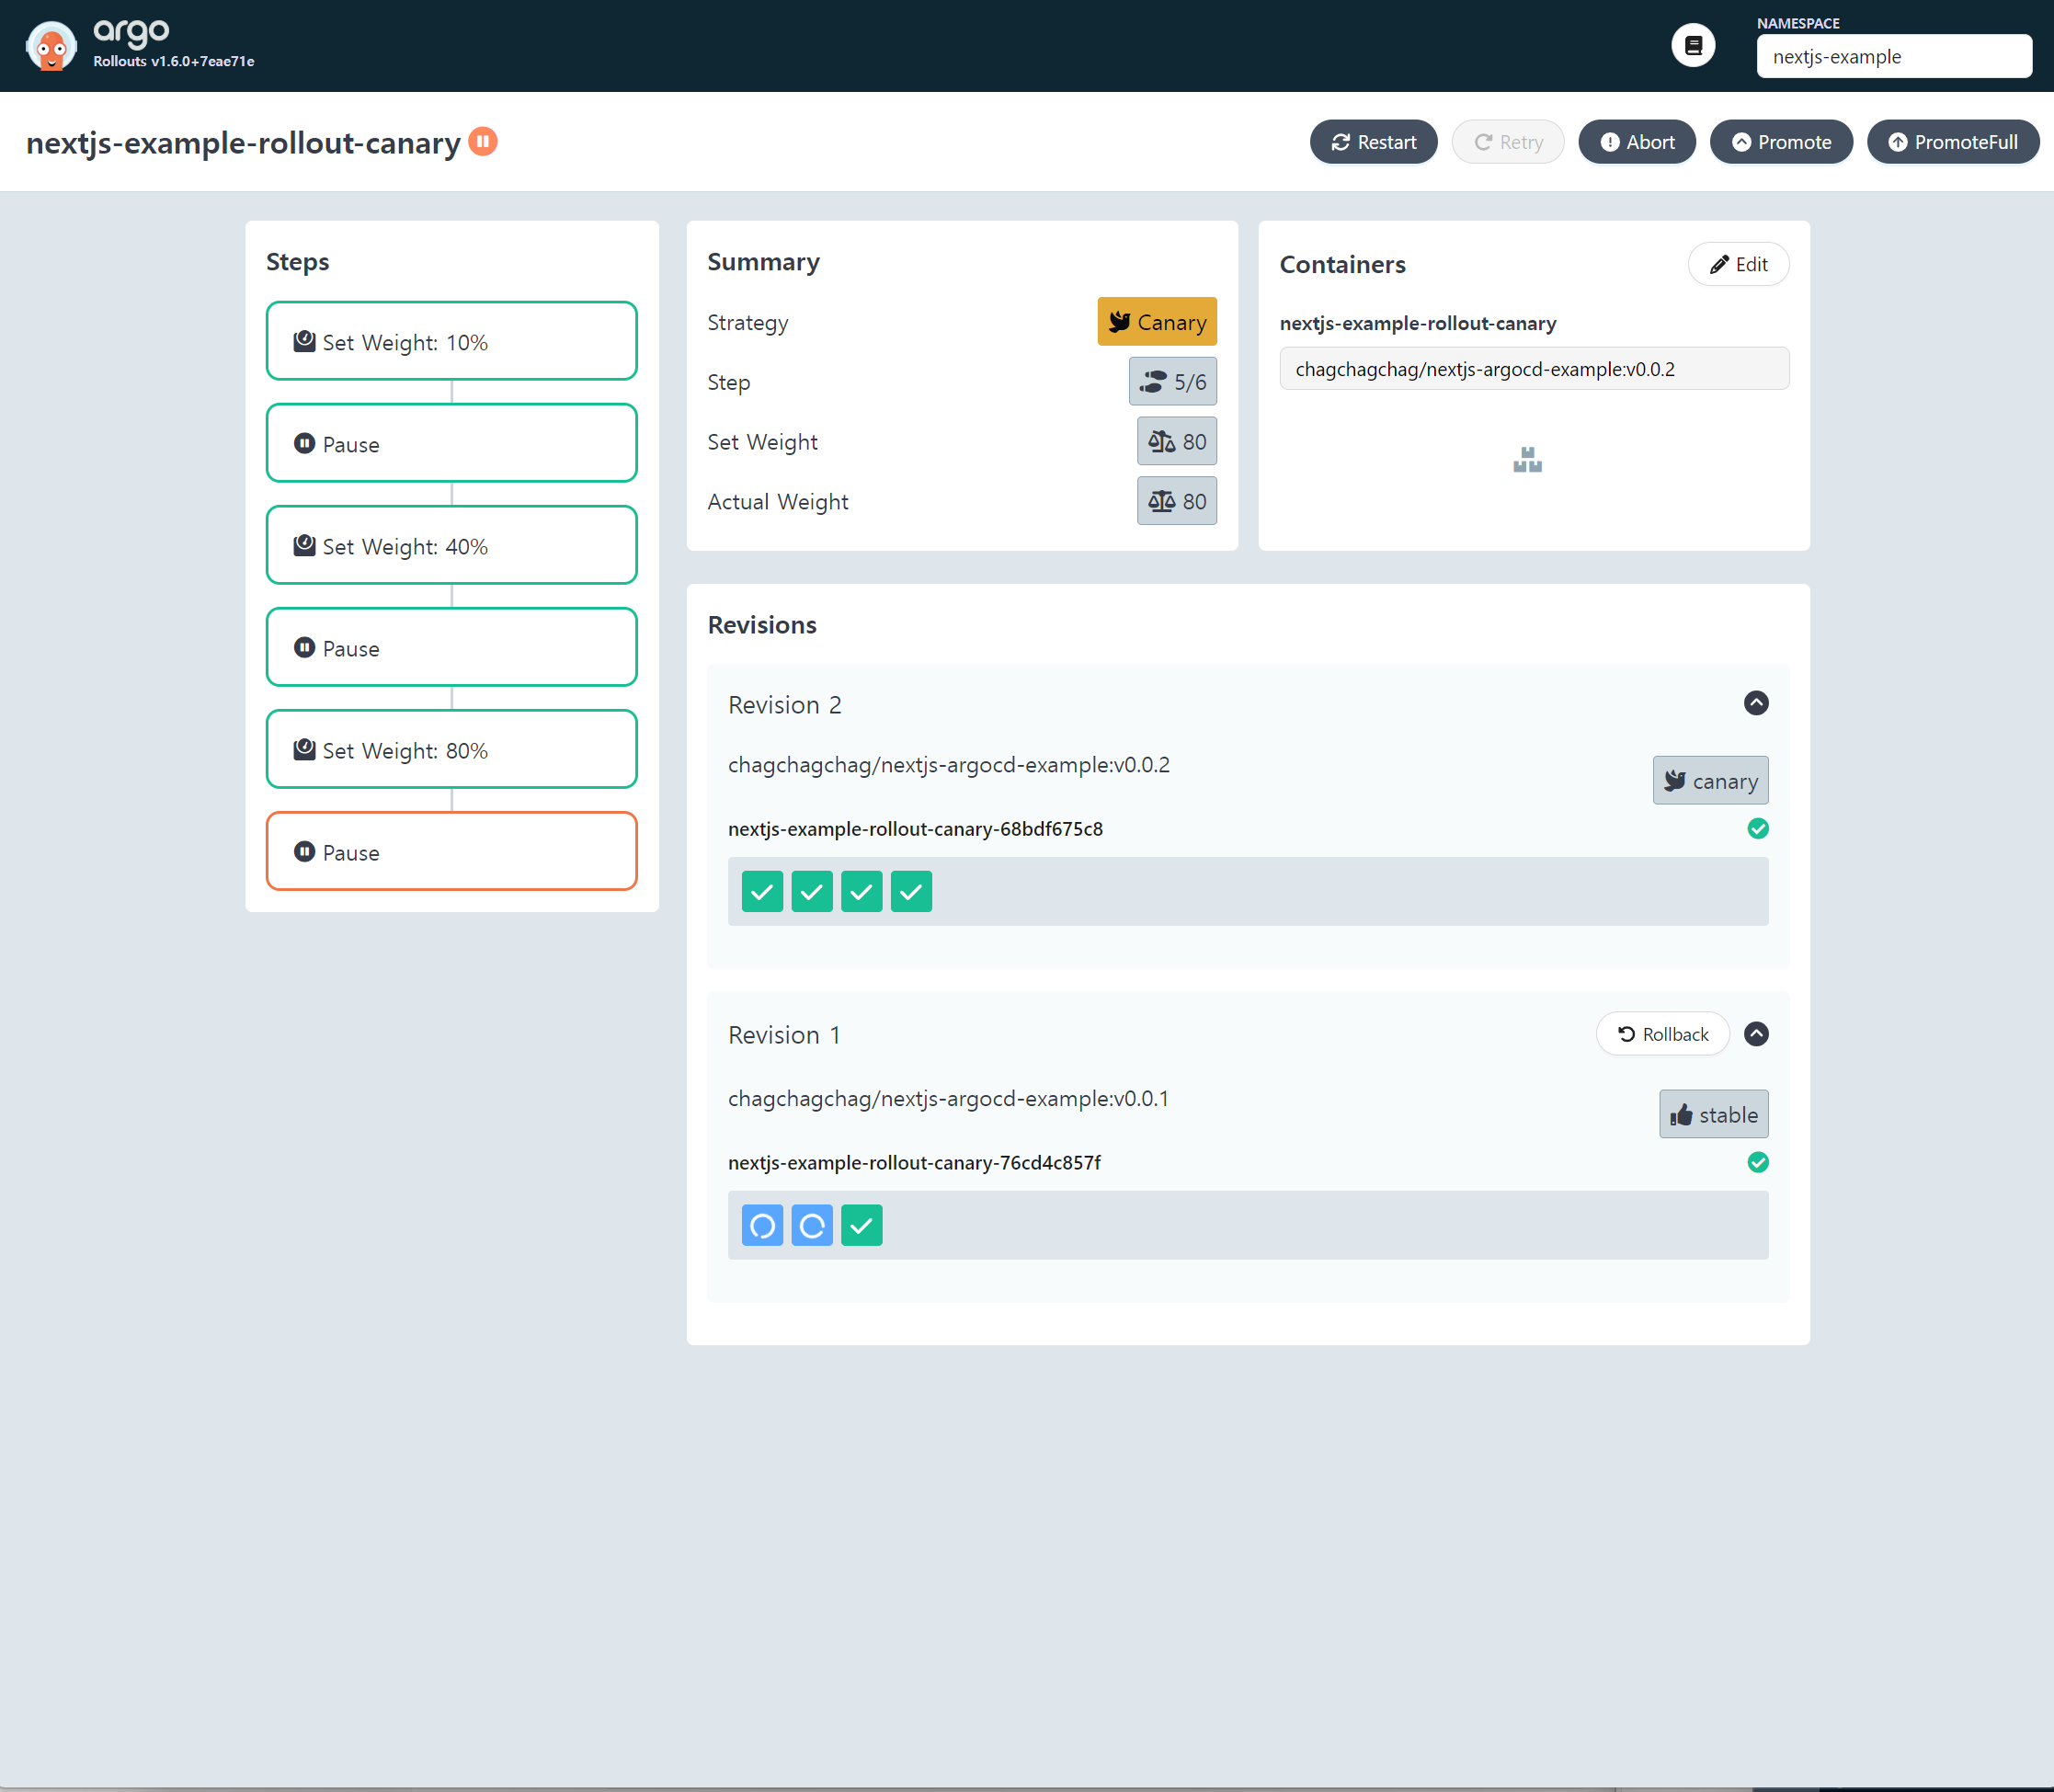 argo
Rollouts v1.6.0+7eae71e
NAMESPACE
nextjs-example
nextjs-example-rollout-canary
Restart
Retry
Abort
Promote
PromoteFull
Steps
Set Weight: 10%
Pause
Set Weight: 40%
Pause
Set Weight: 80%
Pause
Summary
Strategy
Canary
Step
5/6
Set Weight
80
Actual Weight
80
Containers
Edit
nextjs-example-rollout-canary
chagchagchag/nextjs-argocd-example:v0.0.2
Revisions
Revision 2
chagchagchag/nextjs-argocd-example:v0.0.2
canary
nextjs-example-rollout-canary-68bdf675c8
Revision 1
Rollback
chagchagchag/nextjs-argocd-example:v0.0.1
stable
nextjs-example-rollout-canary-76cd4c857f